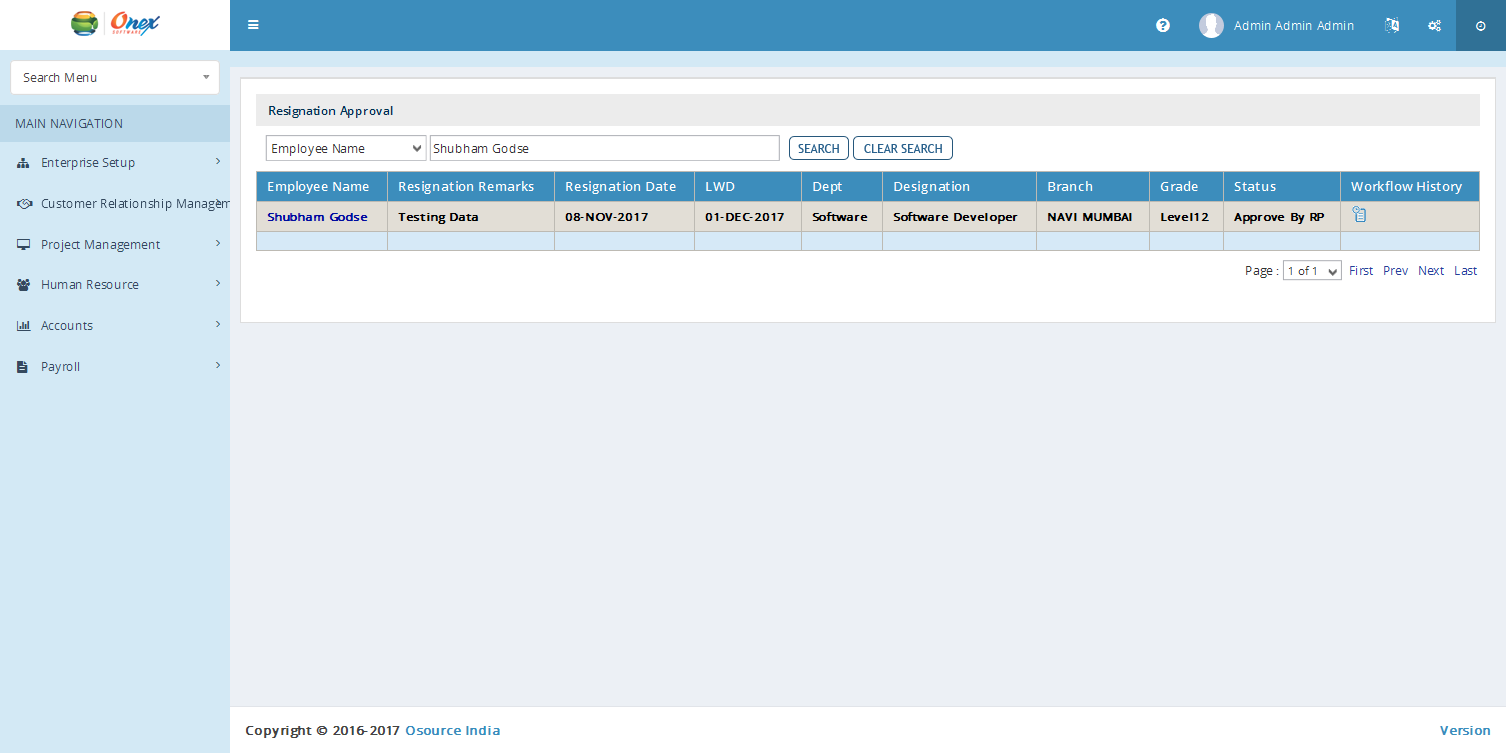 Onex
SOFTWARE
Admin Admin Admin
Search Menu
MAIN NAVIGATION
Enterprise Setup
Customer Relationship Managem
Project Management
Human Resource
Accounts
Payroll
Resignation Approval
Employee Name Shubham Godse SEARCH CLEAR SEARCH
Employee Name Resignation Remarks Resignation Date LWD Dept Designation Branch Grade Status Workflow History
Shubham Godse Testing Data 08-NOV-2017 01-DEC-2017 Software Software Developer NAVI MUMBAI Level12 Approve By RP
Page : 1 of 1 First Prev Next Last
Copyright © 2016-2017 Osource India Version